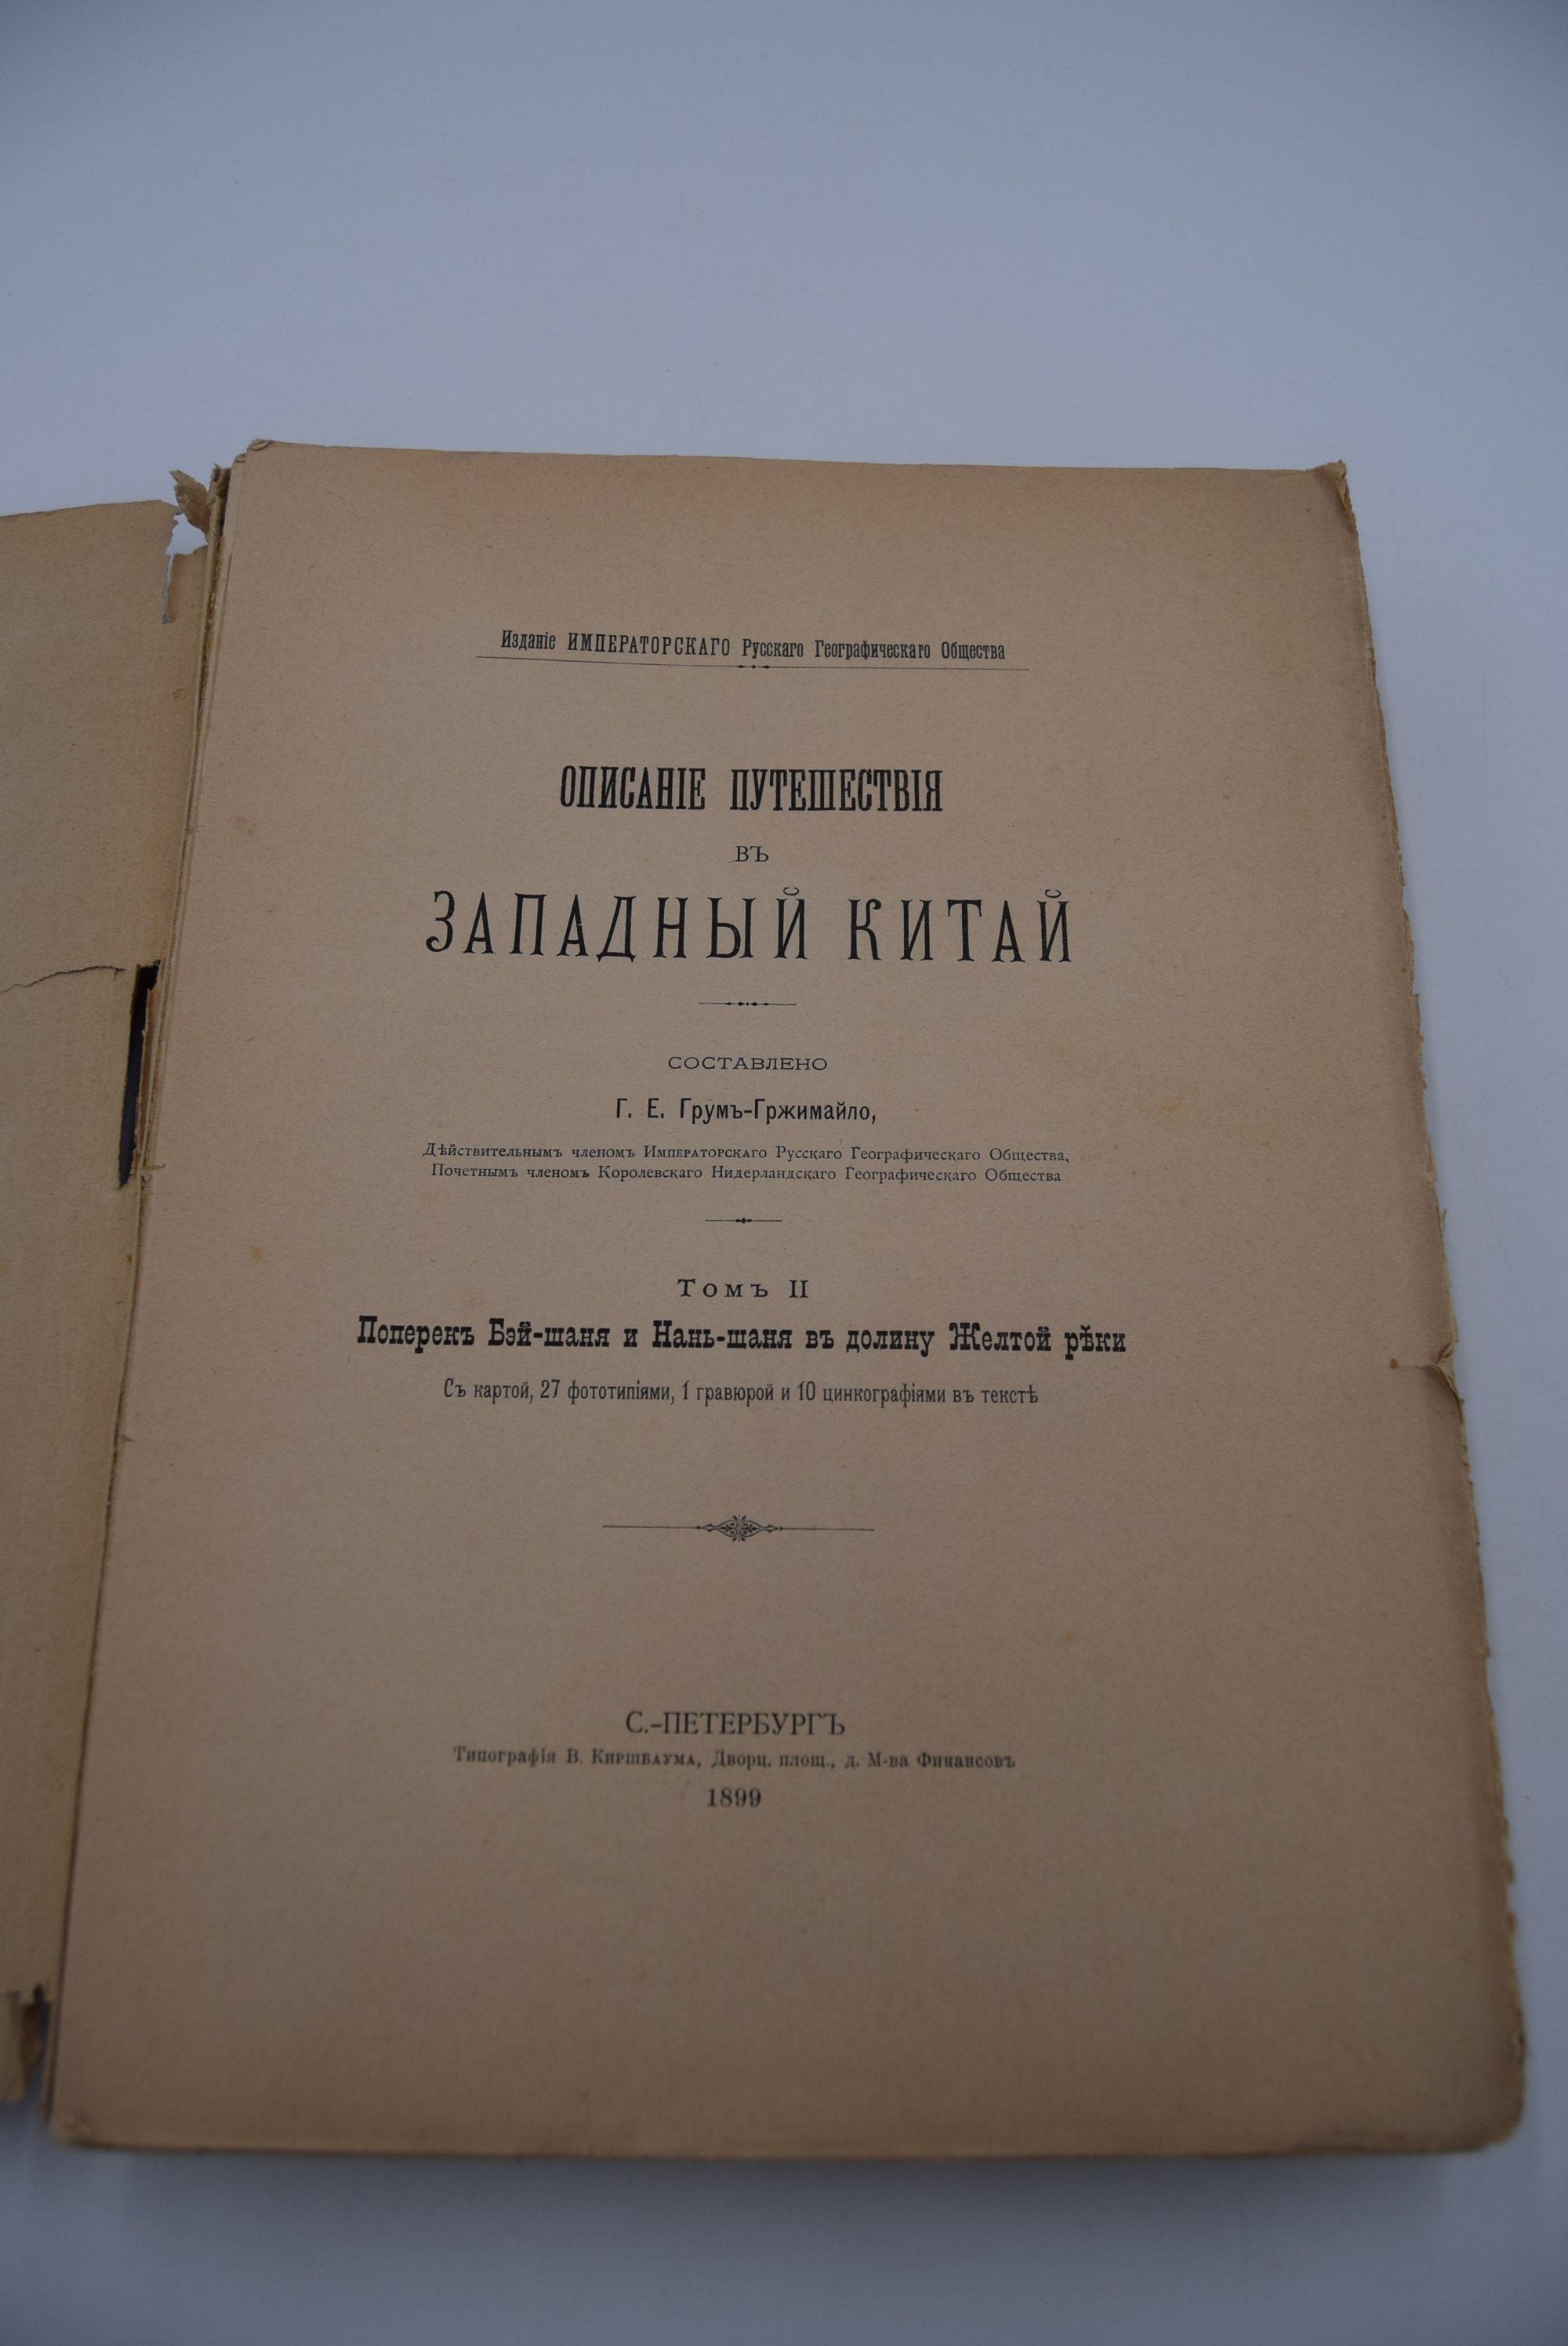 Изданіе ИМПЕРАТОРСКАГО Русскаго Географическаго Общества
ОПИСАНІЕ ПУТЕШЕСТВІЯ
ВЪ
ЗАПАДНЫЙ КИТАЙ
СОСТАВЛЕНО
Г. Е. Грумъ-Гржимайло,
Дѣйствительнымъ членомъ Императорскаго Русскаго Географическаго Общества,
Почетнымъ членомъ Королевскаго Нидерландскаго Географическаго Общества
Томъ II
Поперекъ Бэй-шаня и Нань-шаня въ долину Желтой рѣки
Съ картой, 27 фототипіями, 1 гравюрой и 10 цинкографіями въ текстѣ
С.-ПЕТЕРБУРГЪ
Типографія В. Киршбаума, Дворц. площ., д. М-ва Финансовъ
1899